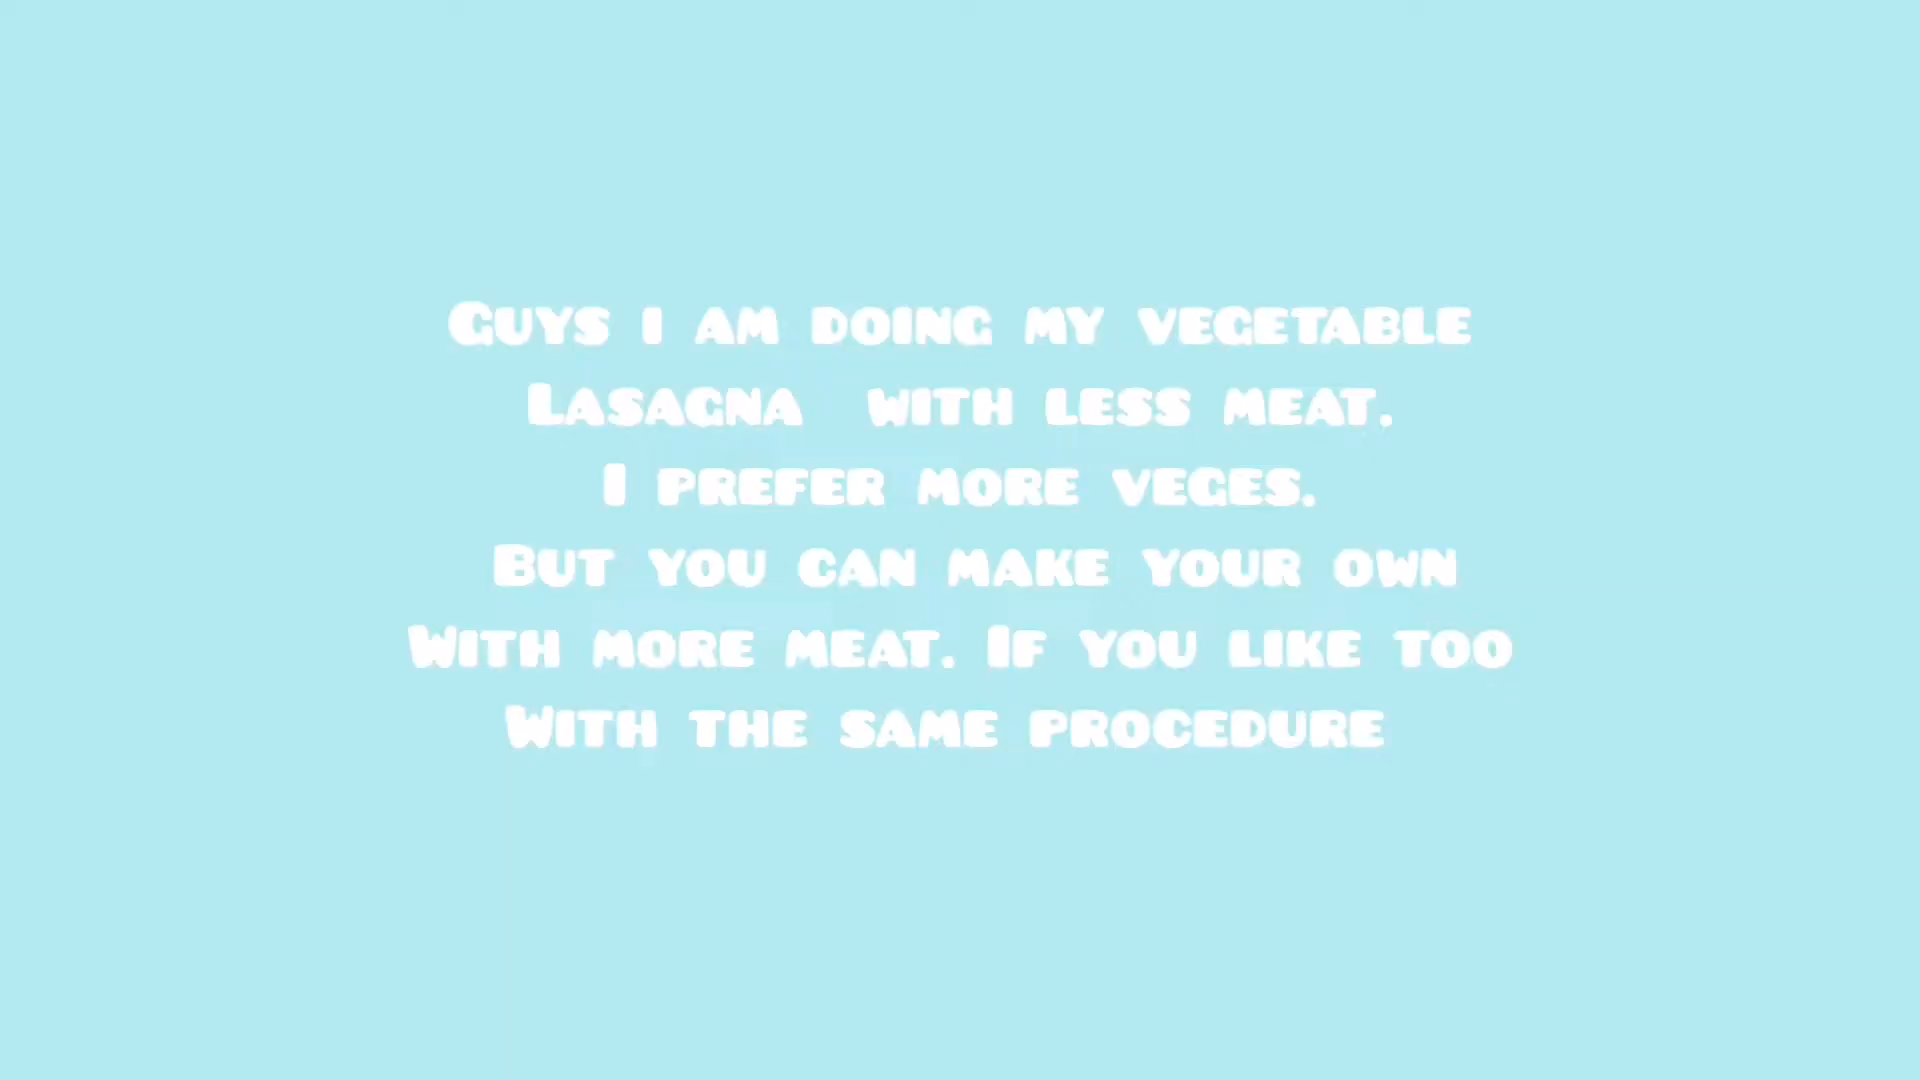 Guys i am doing my vegetable
Lasagna with less meat.
I prefer more veges.
But you can make your own
With more meat. If you like too
With the same procedure